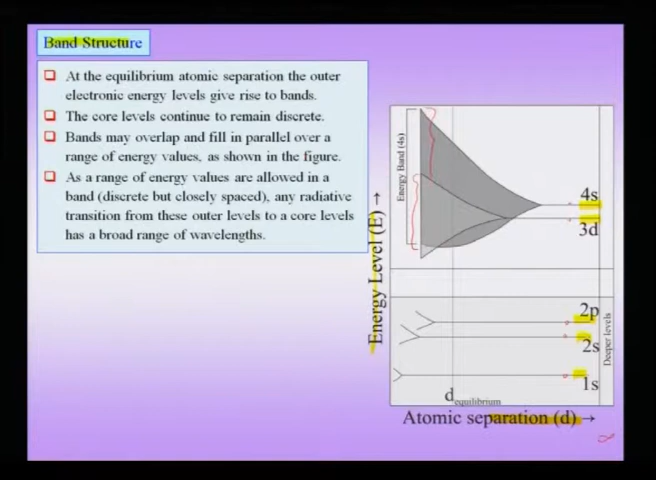 Band Structure
At the equilibrium atomic separation the outer
electronic energy levels give rise to bands.
The core levels continue to remain discrete.
Bands may overlap and fill in parallel over a
range of energy values, as shown in the figure.
As a range of energy values are allowed in a
band (discrete but closely spaced), any radiative
transition from these outer levels to a core levels
has a broad range of wavelengths.
Energy Level (E) →
Energy Band (4s)
4s
3d
2p
2s
1s
Deeper levels
d equilibrium
Atomic separation (d) →
∞